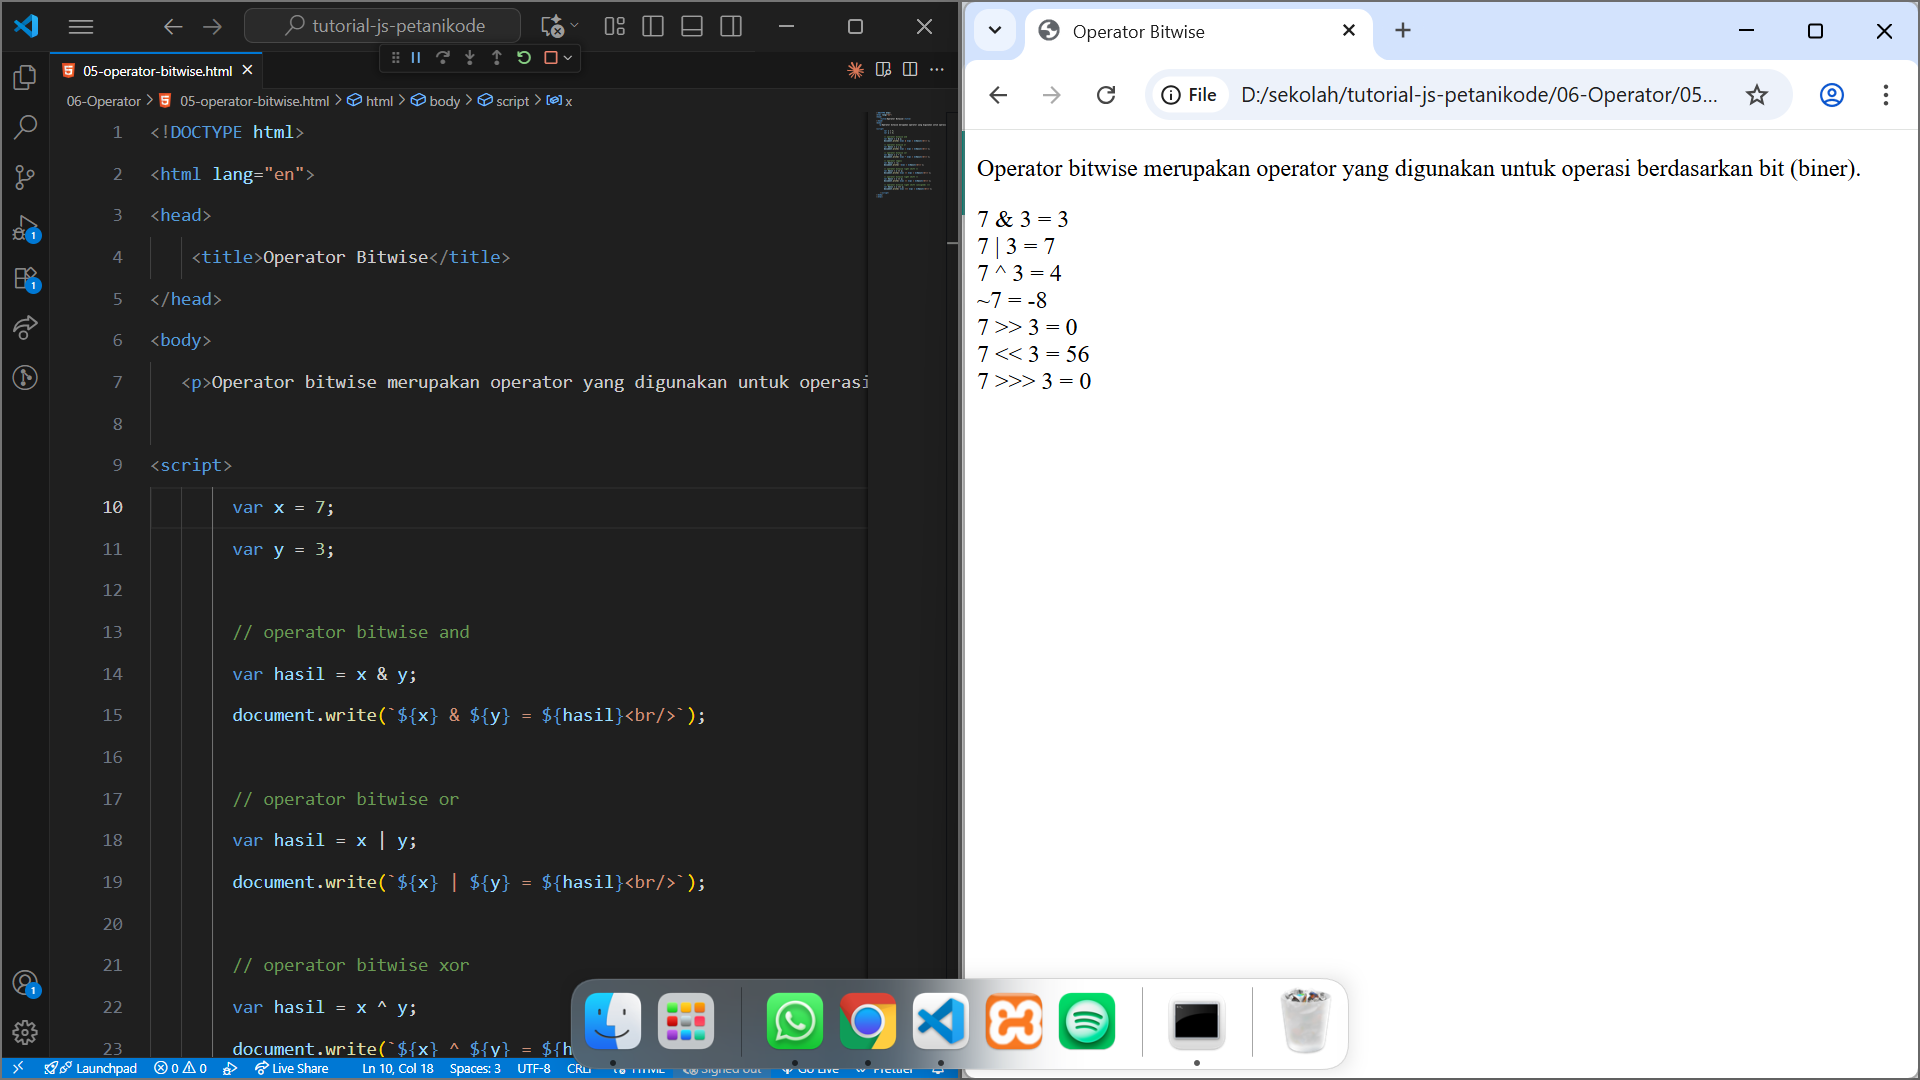 tutorial-js-petanikode
05-operator-bitwise.html
06-Operator > 05-operator-bitwise.html > html > body > script > x
1 <!DOCTYPE html>
2 <html lang="en">
3 <head>
4 <title>Operator Bitwise</title>
5 </head>
6 <body>
7 <p>Operator bitwise merupakan operator yang digunakan untuk operasi
8
9 <script>
10 var x = 7;
11 var y = 3;
12
13 // operator bitwise and
14 var hasil = x & y;
15 document.write(`${x} & ${y} = ${hasil}<br/>`);
16
17 // operator bitwise or
18 var hasil = x | y;
19 document.write(`${x} | ${y} = ${hasil}<br/>`);
20
21 // operator bitwise xor
22 var hasil = x ^ y;
23 document.write(`${x} ^ ${y} = ${h
1
1
1
Launchpad 0 0 Live Share Ln 10, Col 18 Spaces: 3 UTF-8 CRLF HTML Signed out Go Live Prettier
Operator Bitwise
File D:/sekolah/tutorial-js-petanikode/06-Operator/05...
Operator bitwise merupakan operator yang digunakan untuk operasi berdasarkan bit (biner).
7 & 3 = 3
7 | 3 = 7
7 ^ 3 = 4
~7 = -8
7 >> 3 = 0
7 << 3 = 56
7 >>> 3 = 0